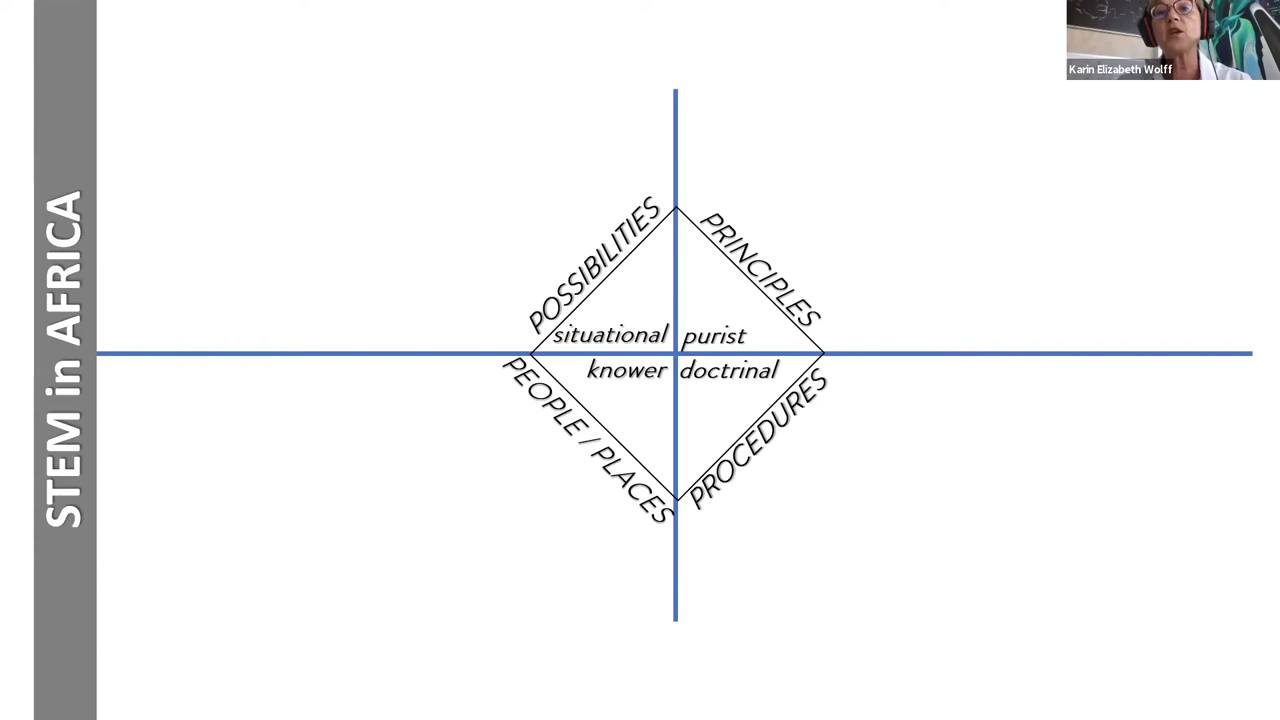 Karin Elizabeth Wolff
STEM in AFRICA
POSSIBILITIES
PRINCIPLES
situational
purist
knower
doctrinal
PEOPLE / PLACES
PROCEDURES